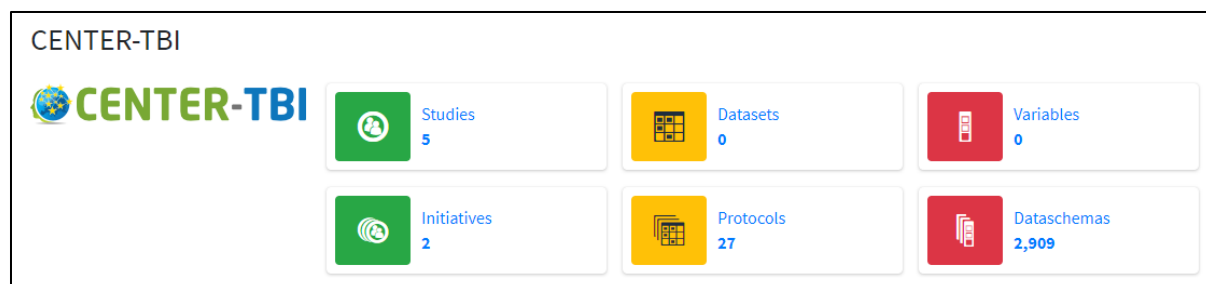 CENTER-TBI
CENTER-TBI
Studies
5
Datasets
0
Variables
0
Initiatives
2
Protocols
27
Dataschemas
2,909